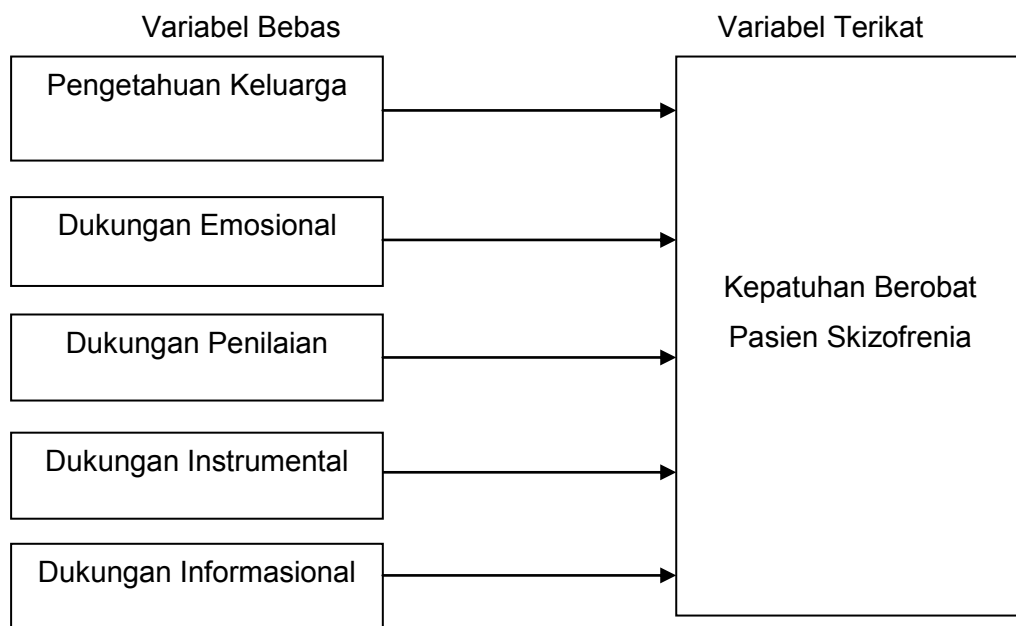 Variabel Bebas
Variabel Terikat
Pengetahuan Keluarga
Dukungan Emosional
Dukungan Penilaian
Dukungan Instrumental
Dukungan Informasional
Kepatuhan Berobat
Pasien Skizofrenia